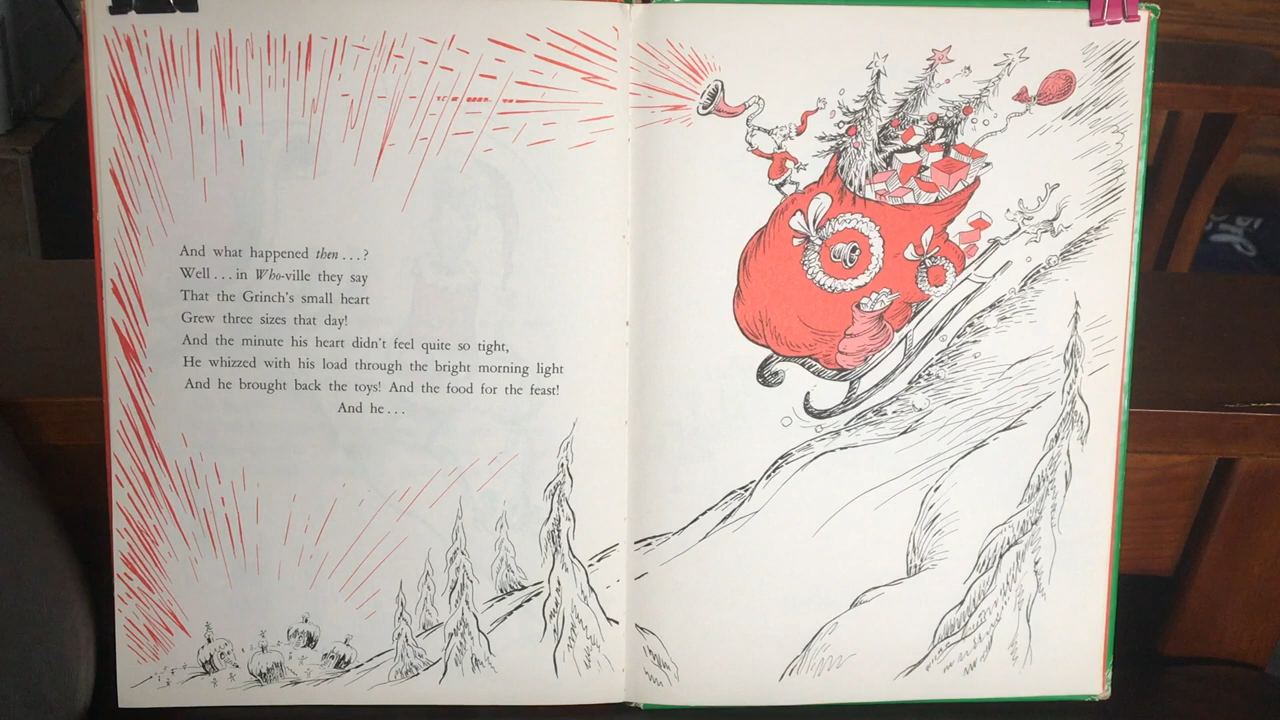 And what happened then...?
Well...in Who-ville they say
That the Grinch's small heart
Grew three sizes that day!
And the minute his heart didn't feel quite so tight,
He whizzed with his load through the bright morning light
And he brought back the toys! And the food for the feast!
And he...